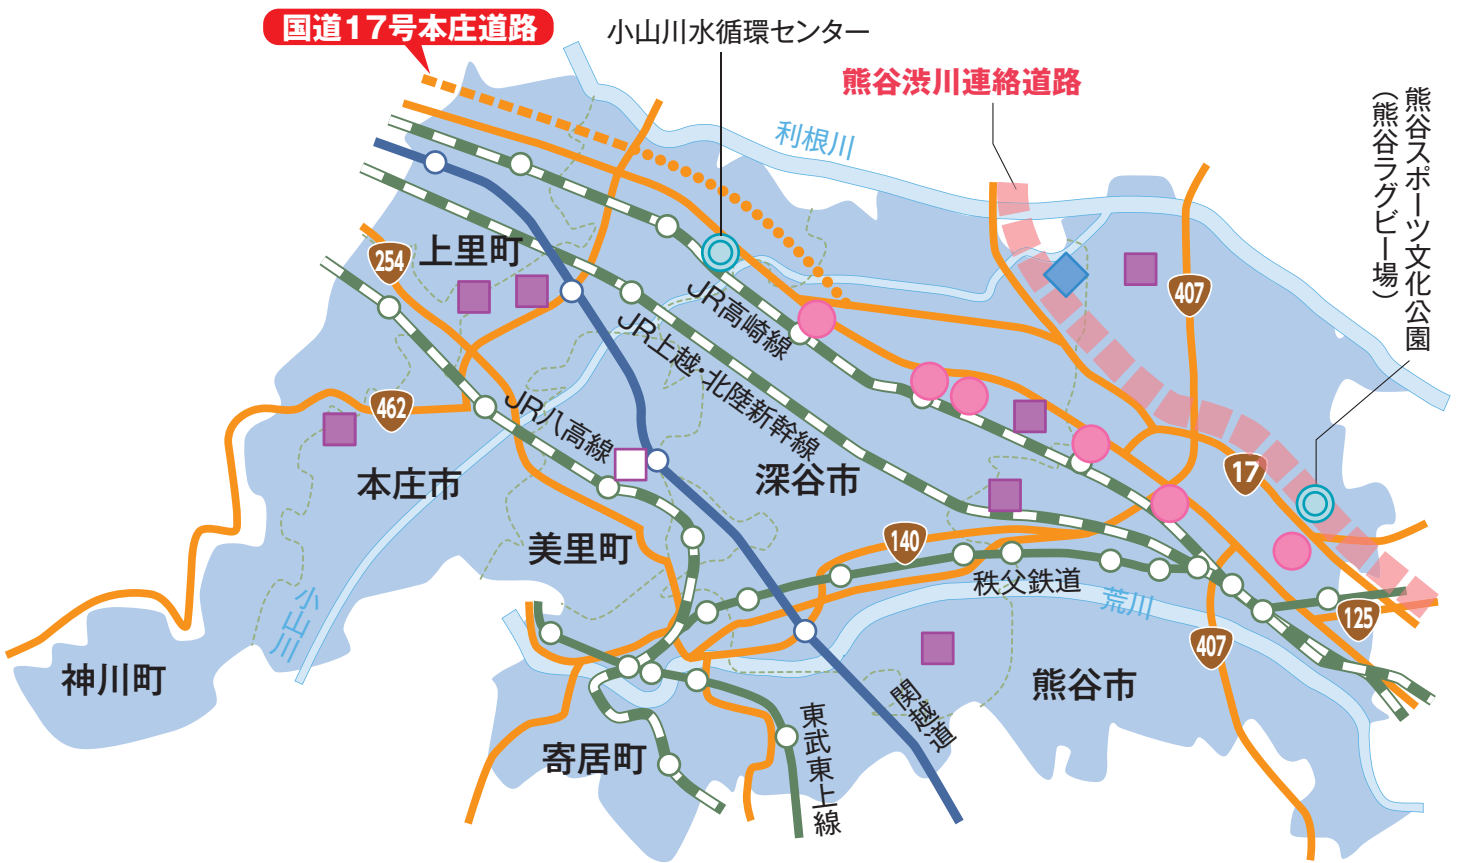 国道17号本庄道路
小山川水循環センター
熊谷渋川連絡道路
熊谷スポーツ文化公園
（熊谷ラグビー場）
利根川
上里町
254
407
JR高崎線
JR上越・北陸新幹線
JR八高線
462
本庄市
深谷市
17
美里町
140
秩父鉄道
荒川
小山川
125
407
神川町
熊谷市
関越道
寄居町
東武東上線